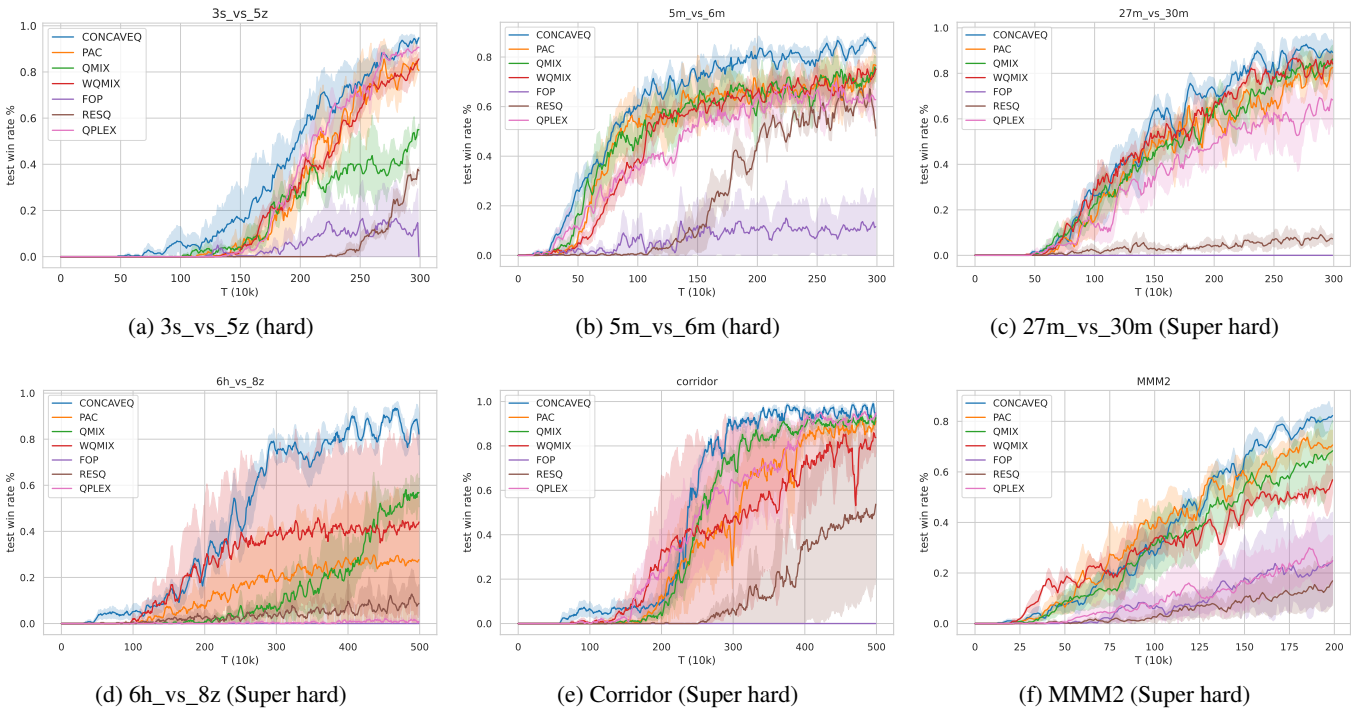 3s_vs_5z
test win rate %
1.0
0.8
0.6
0.4
0.2
0.0
CONCAVEQ
PAC
QMIX
WQMIX
FOP
RESQ
QPLEX
0 50 100 150 200 250 300
T (10k)
(a) 3s_vs_5z (hard)
5m_vs_6m
test win rate %
0.8
0.6
0.4
0.2
0.0
CONCAVEQ
PAC
QMIX
WQMIX
FOP
RESQ
QPLEX
0 50 100 150 200 250 300
T (10k)
(b) 5m_vs_6m (hard)
27m_vs_30m
test win rate %
1.0
0.8
0.6
0.4
0.2
0.0
CONCAVEQ
PAC
QMIX
WQMIX
FOP
RESQ
QPLEX
0 50 100 150 200 250 300
T (10k)
(c) 27m_vs_30m (Super hard)
6h_vs_8z
test win rate %
1.0
0.8
0.6
0.4
0.2
0.0
CONCAVEQ
PAC
QMIX
WQMIX
FOP
RESQ
QPLEX
0 100 200 300 400 500
T (10k)
(d) 6h_vs_8z (Super hard)
corridor
test win rate %
1.0
0.8
0.6
0.4
0.2
0.0
CONCAVEQ
PAC
QMIX
WQMIX
FOP
RESQ
QPLEX
0 100 200 300 400 500
T (10k)
(e) Corridor (Super hard)
MMM2
test win rate %
0.8
0.6
0.4
0.2
0.0
CONCAVEQ
PAC
QMIX
WQMIX
FOP
RESQ
QPLEX
0 25 50 75 100 125 150 175 200
T (10k)
(f) MMM2 (Super hard)